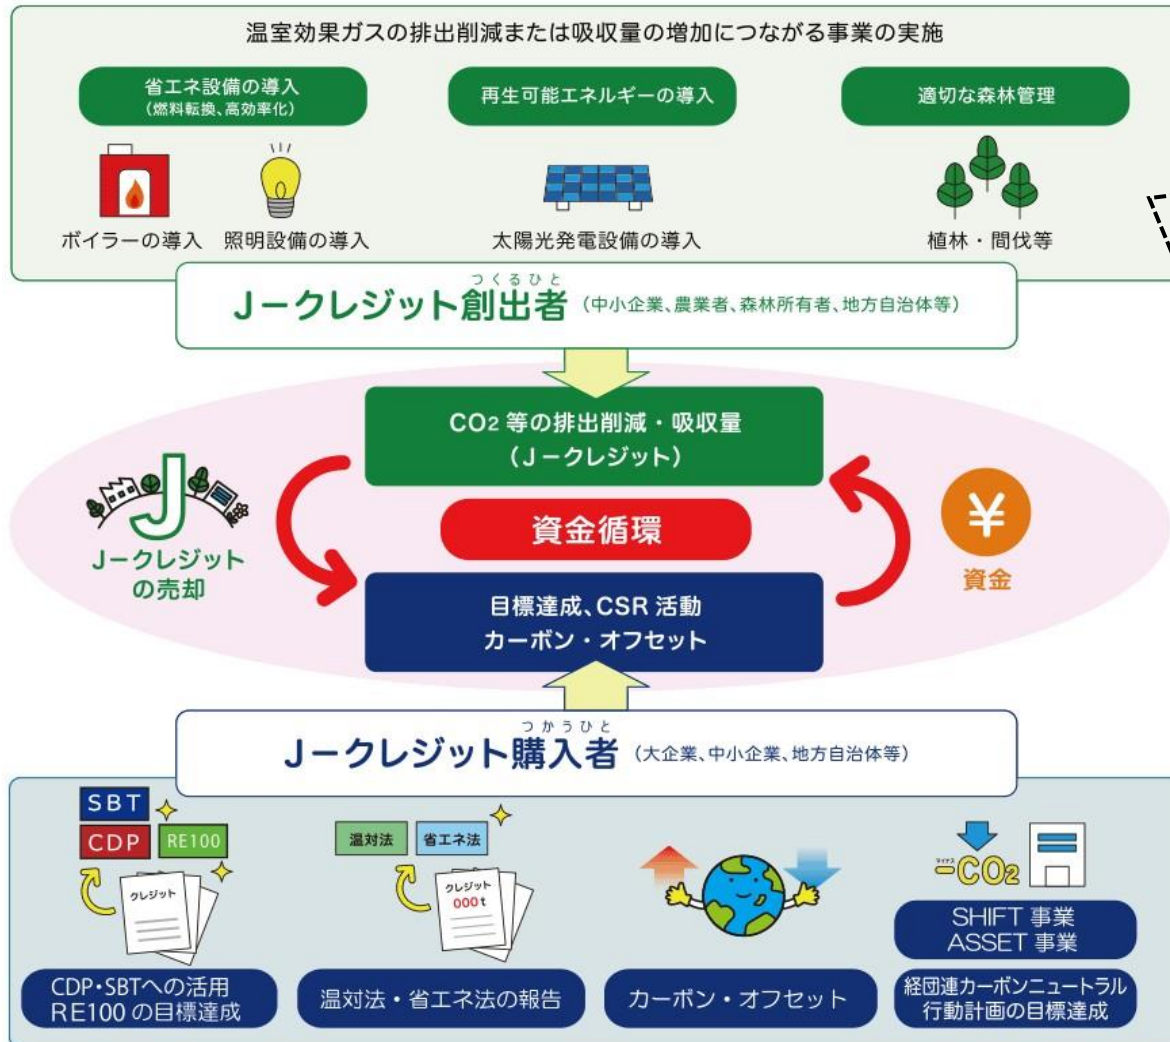 温室効果ガスの排出削減または吸収量の増加につながる事業の実施
省エネ設備の導入
(燃料転換、高効率化)
再生可能エネルギーの導入
適切な森林管理
ボイラーの導入
照明設備の導入
太陽光発電設備の導入
植林・間伐等
つくるひと
Jークレジット創出者 (中小企業、農業者、森林所有者、地方自治体等)
CO2 等の排出削減・吸収量
(Jークレジット)
J
Jークレジット
の売却
資金循環
¥
資金
目標達成、CSR 活動
カーボン・オフセット
つかうひと
Jークレジット購入者 (大企業、中小企業、地方自治体等)
SBT
CDP
RE100
クレジット
CDP・SBTへの活用
RE100 の目標達成
温対法
省エネ法
クレジット
000t
温対法・省エネ法の報告
カーボン・オフセット
マイナス
-CO2
SHIFT 事業
ASSET 事業
経団連カーボンニュートラル
行動計画の目標達成